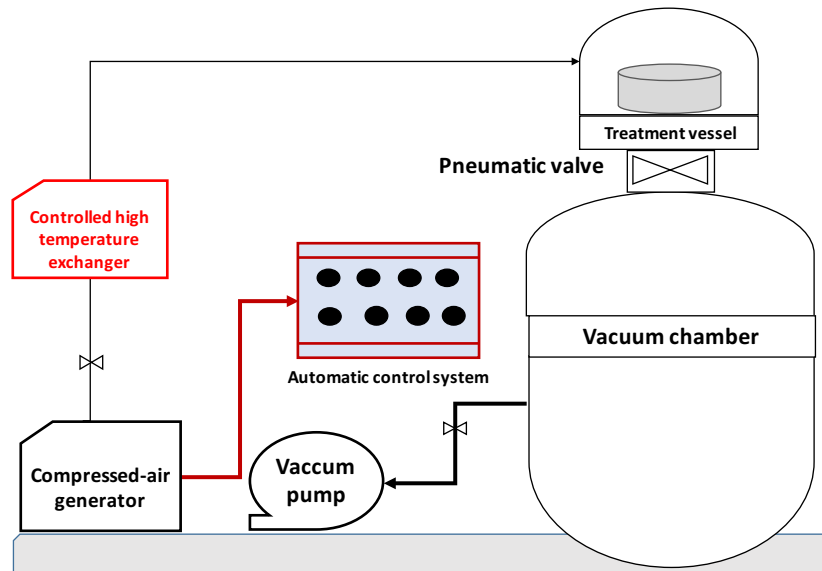 Treatment vessel
Pneumatic valve
Controlled high
temperature
exchanger
Vacuum chamber
Automatic control system
Compressed-air
generator
Vaccum
pump